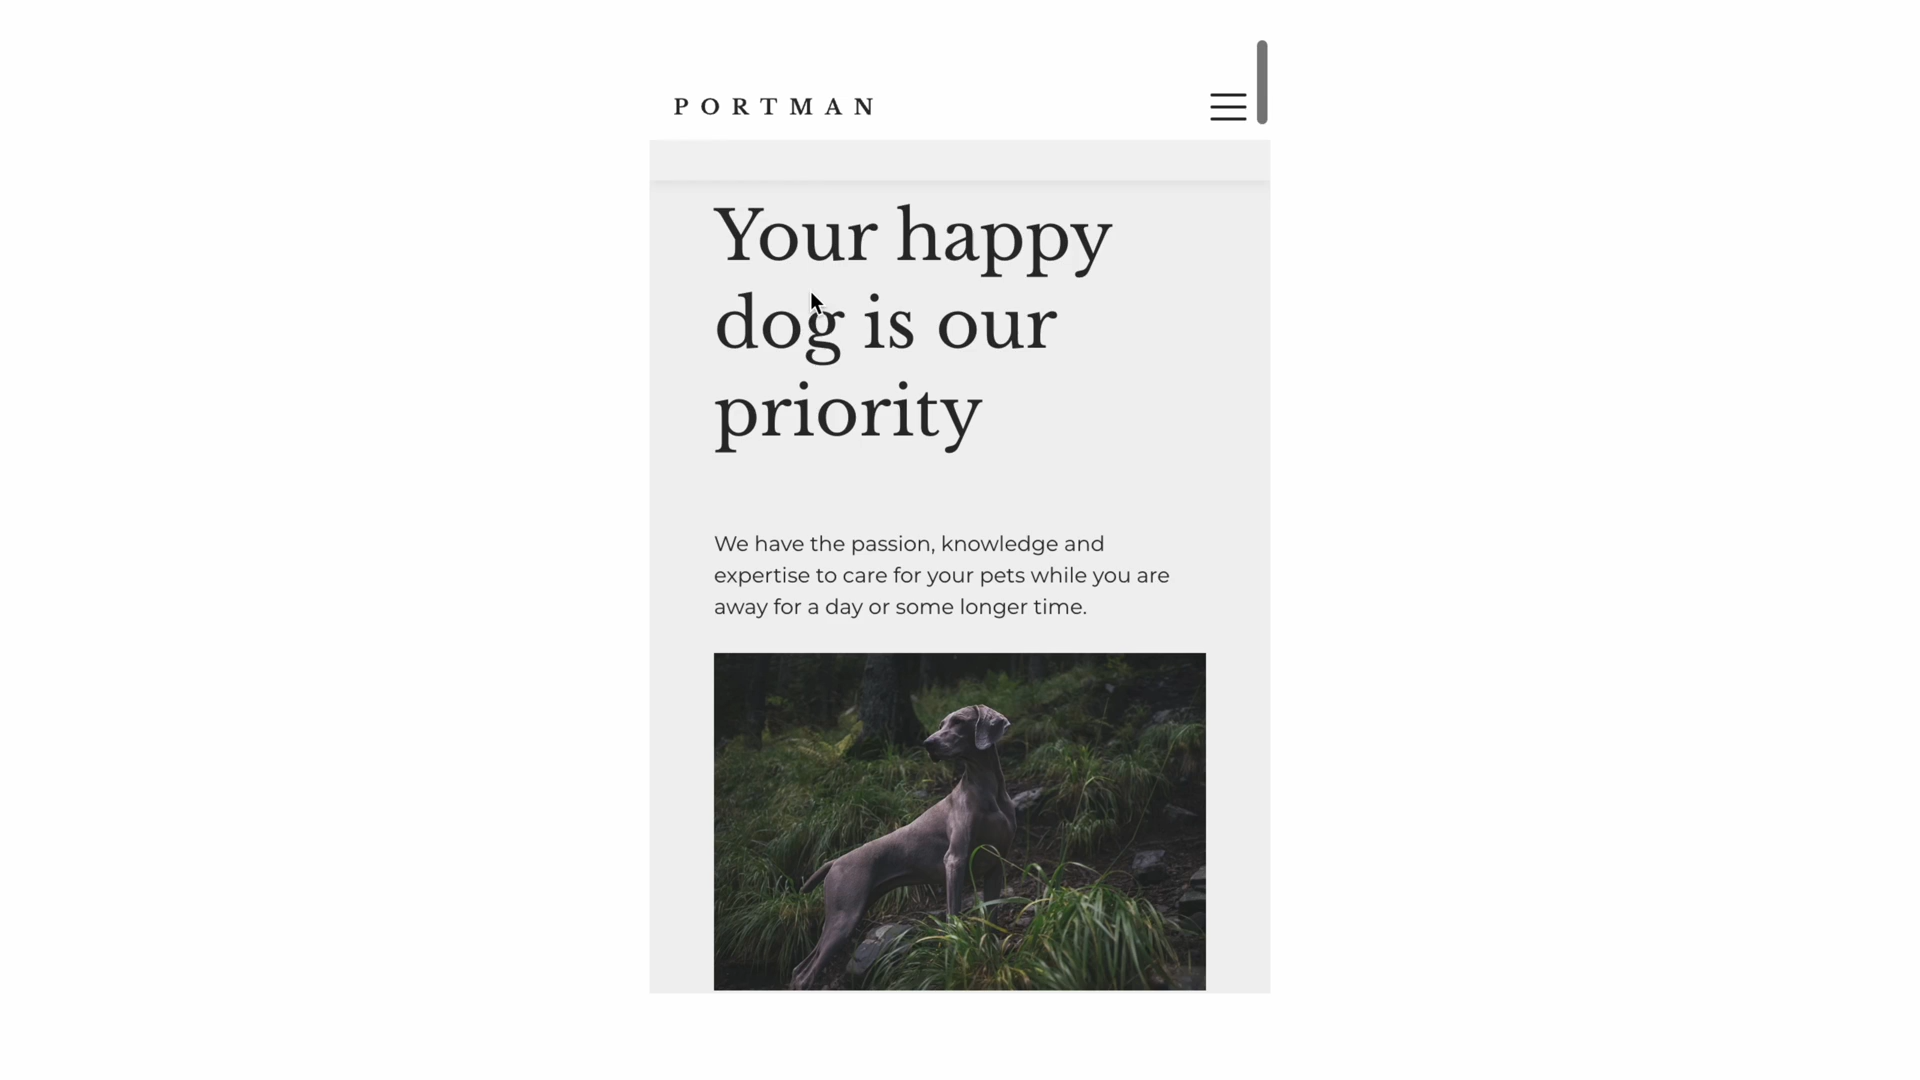 PORTMAN
Your happy
dog is our
priority
We have the passion, knowledge and
expertise to care for your pets while you are
away for a day or some longer time.